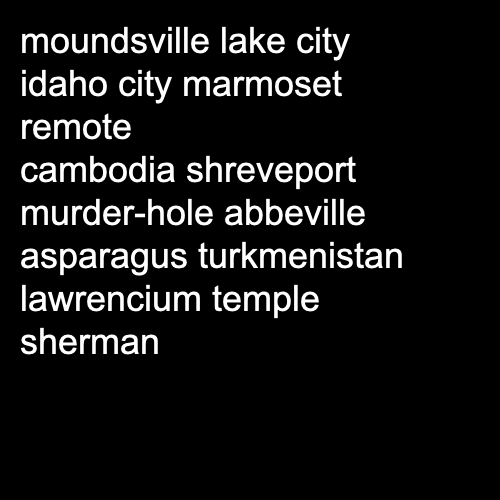 moundsville lake city
idaho city marmoset
remote
cambodia shreveport
murder-hole abbeville
asparagus turkmenistan
lawrencium temple
sherman